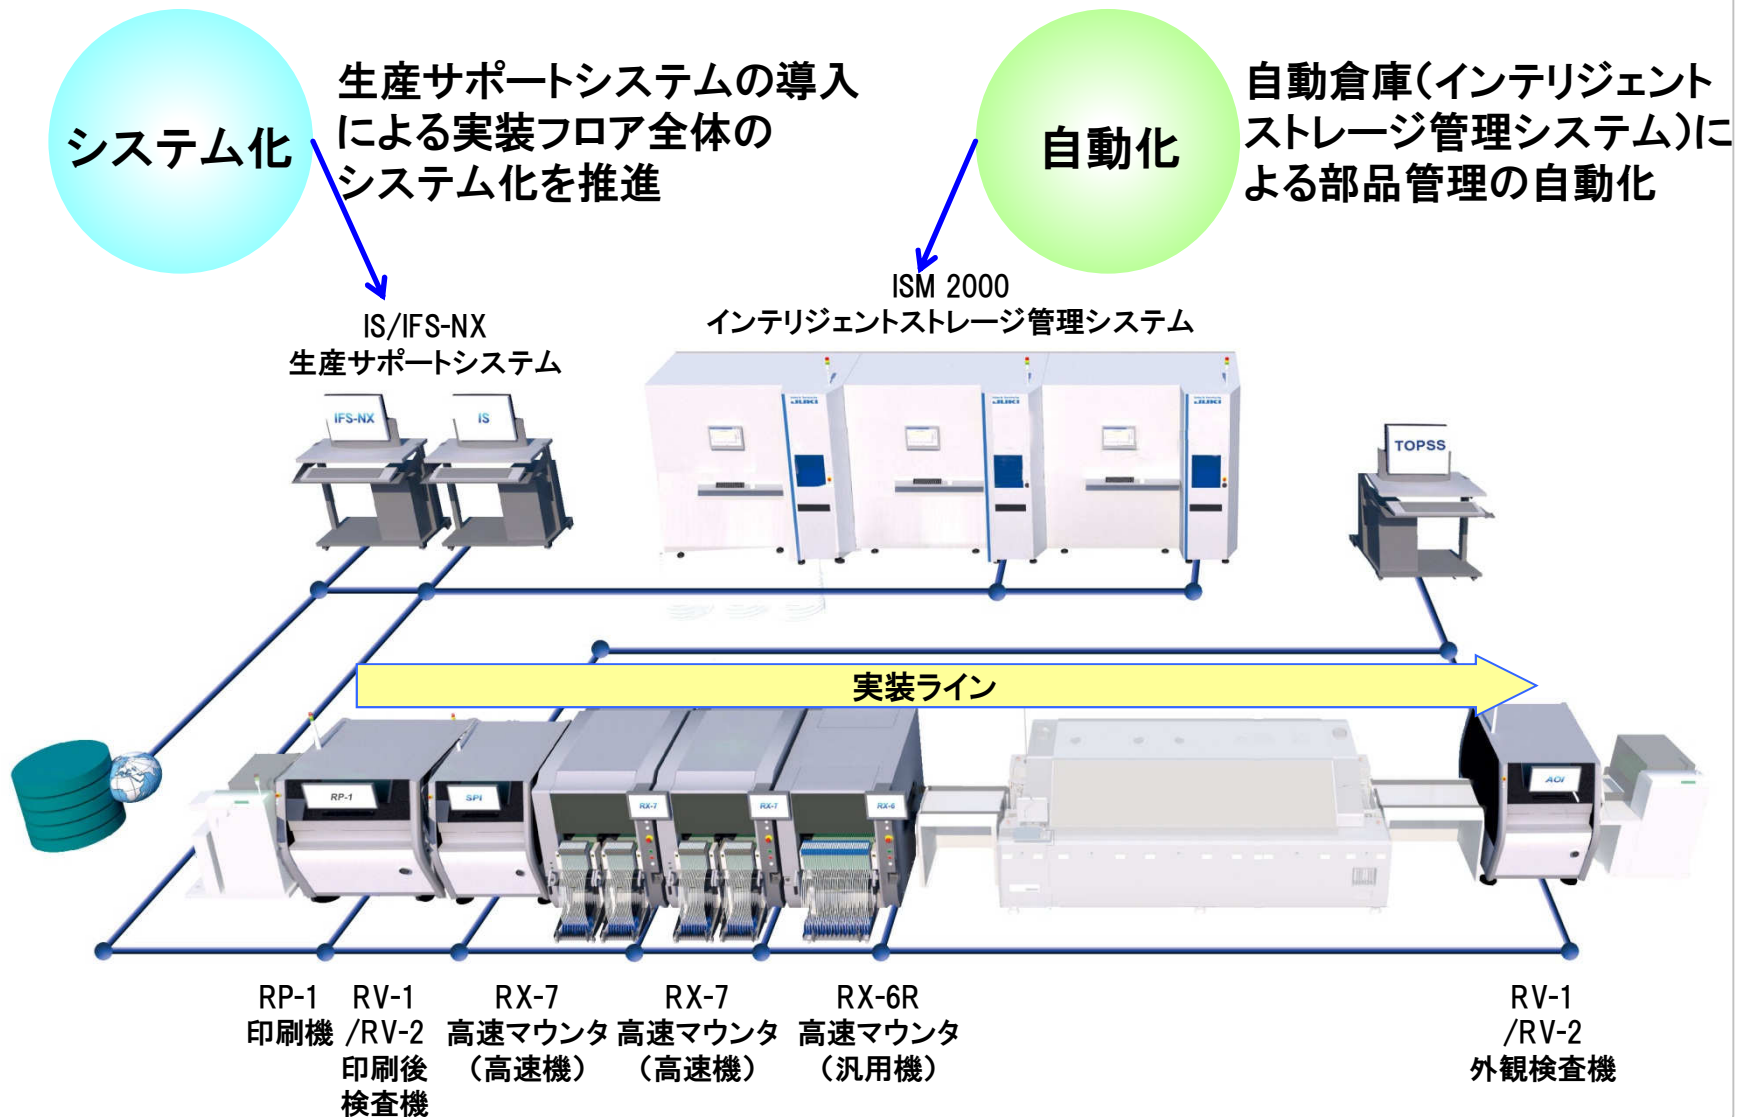 システム化
生産サポートシステムの導入
による実装フロア全体の
システム化を推進
自動化
自動倉庫(インテリジェント
ストレージ管理システム)に
よる部品管理の自動化
IS/IFS-NX
生産サポートシステム
ISM 2000
インテリジェントストレージ管理システム
IFS-NX
IS
JUKI
JUKI
JUKI
TOPSS
実装ライン
RP-1
SPI
RX-7
RX-7
RX-6
AOI
RP-1
印刷機
RV-1
/RV-2
印刷後
検査機
RX-7
高速マウンタ
(高速機)
RX-7
高速マウンタ
(高速機)
RX-6R
高速マウンタ
(汎用機)
RV-1
/RV-2
外観検査機